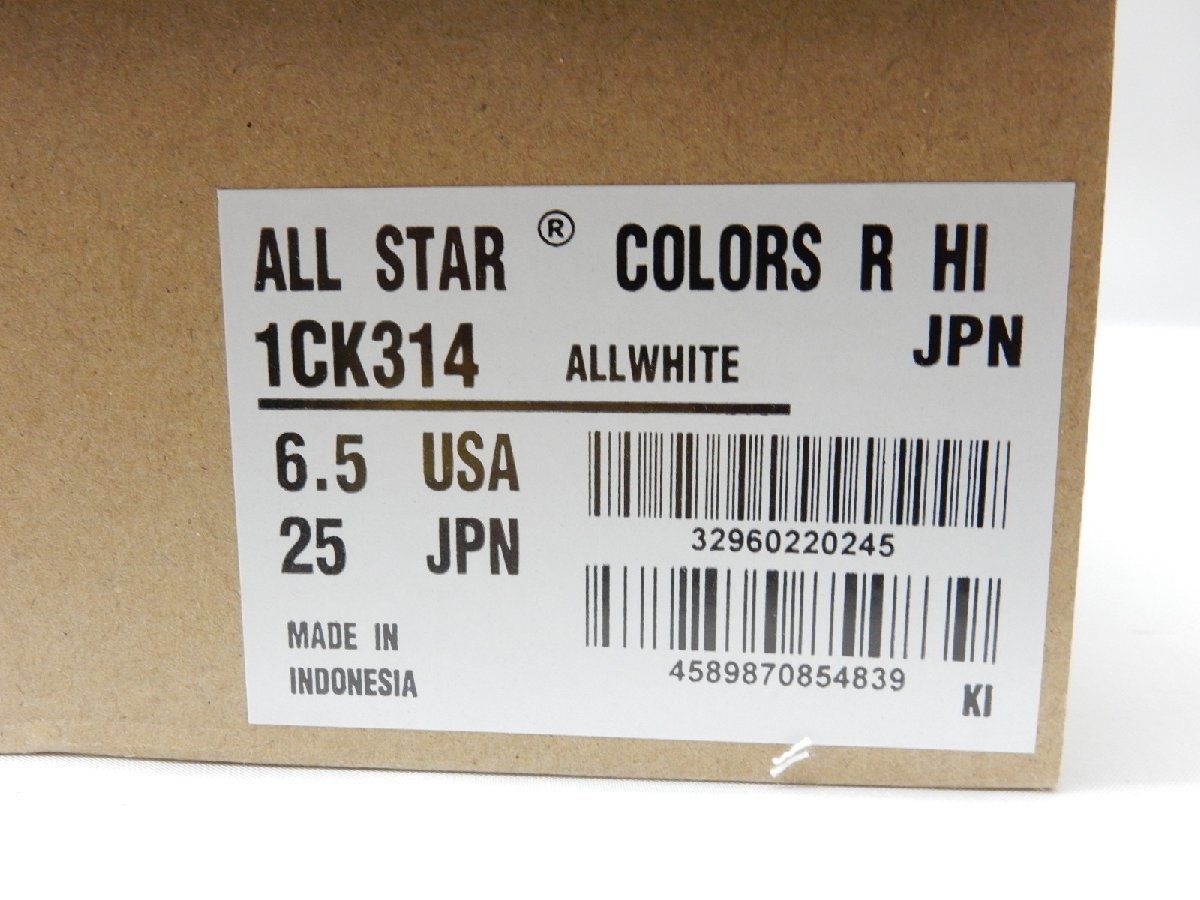 ALL STAR ® COLORS R HI
1CK314 ALLWHITE JPN
6.5 USA
25 JPN
32960220245
MADE IN
INDONESIA
4589870854839
KI